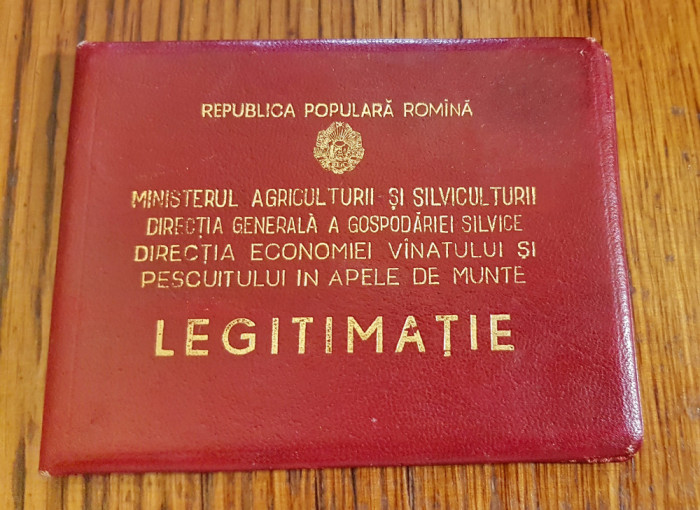 REPUBLICA POPULARĂ ROMÎNĂ
MINISTERUL AGRICULTURII ȘI SILVICULTURII
DIRECȚIA GENERALĂ A GOSPODĂRIEI SILVICE
DIRECȚIA ECONOMIEI VÎNATULUI ȘI
PESCUITULUI IN APELE DE MUNTE
LEGITIMAȚIE